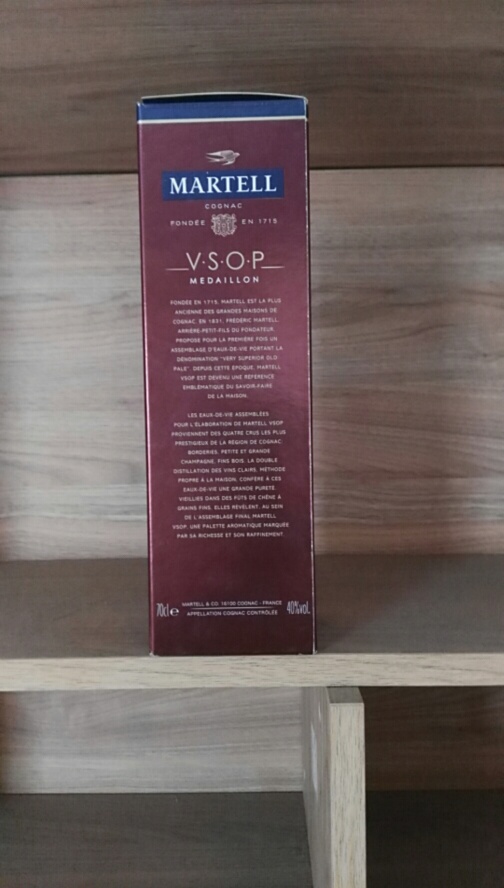 MARTELL
COGNAC
FONDÉE EN 1715
V·S·O·P
MEDAILLON
FONDÉE EN 1715, MARTELL EST LA PLUS
ANCIENNE DES GRANDES MAISONS DE
COGNAC. EN 1831, FRÉDÉRIC MARTELL,
ARRIÈRE-PETIT-FILS DU FONDATEUR,
PROPOSE POUR LA PREMIÈRE FOIS UN
ASSEMBLAGE D'EAUX-DE-VIE PORTANT LA
DÉNOMINATION "VERY SUPERIOR OLD
PALE". DEPUIS CETTE ÉPOQUE, MARTELL
VSOP EST DEVENU UNE RÉFÉRENCE
EMBLÉMATIQUE DU SAVOIR-FAIRE
DE LA MAISON.
LES EAUX-DE-VIE ASSEMBLÉES
POUR L'ÉLABORATION DE MARTELL VSOP
PROVIENNENT DES QUATRE CRUS LES PLUS
PRESTIGIEUX DE LA RÉGION DE COGNAC:
BORDERIES, PETITE ET GRANDE
CHAMPAGNE, FINS BOIS. LA DOUBLE
DISTILLATION DES VINS CLAIRS, MÉTHODE
PROPRE À LA MAISON, CONFÈRE À CES
EAUX-DE-VIE UNE GRANDE PURETÉ.
VIEILLIES DANS DES FÛTS DE CHÊNE À
GRAINS FINS, ELLES RÉVÈLENT, AU SEIN
DE L'ASSEMBLAGE FINAL MARTELL
VSOP, UNE PALETTE AROMATIQUE MARQUÉE
PAR SA RICHESSE ET SON RAFFINEMENT.
70cl e MARTELL & CO. 16100 COGNAC - FRANCE 40%vol.
APPELLATION COGNAC CONTRÔLÉE